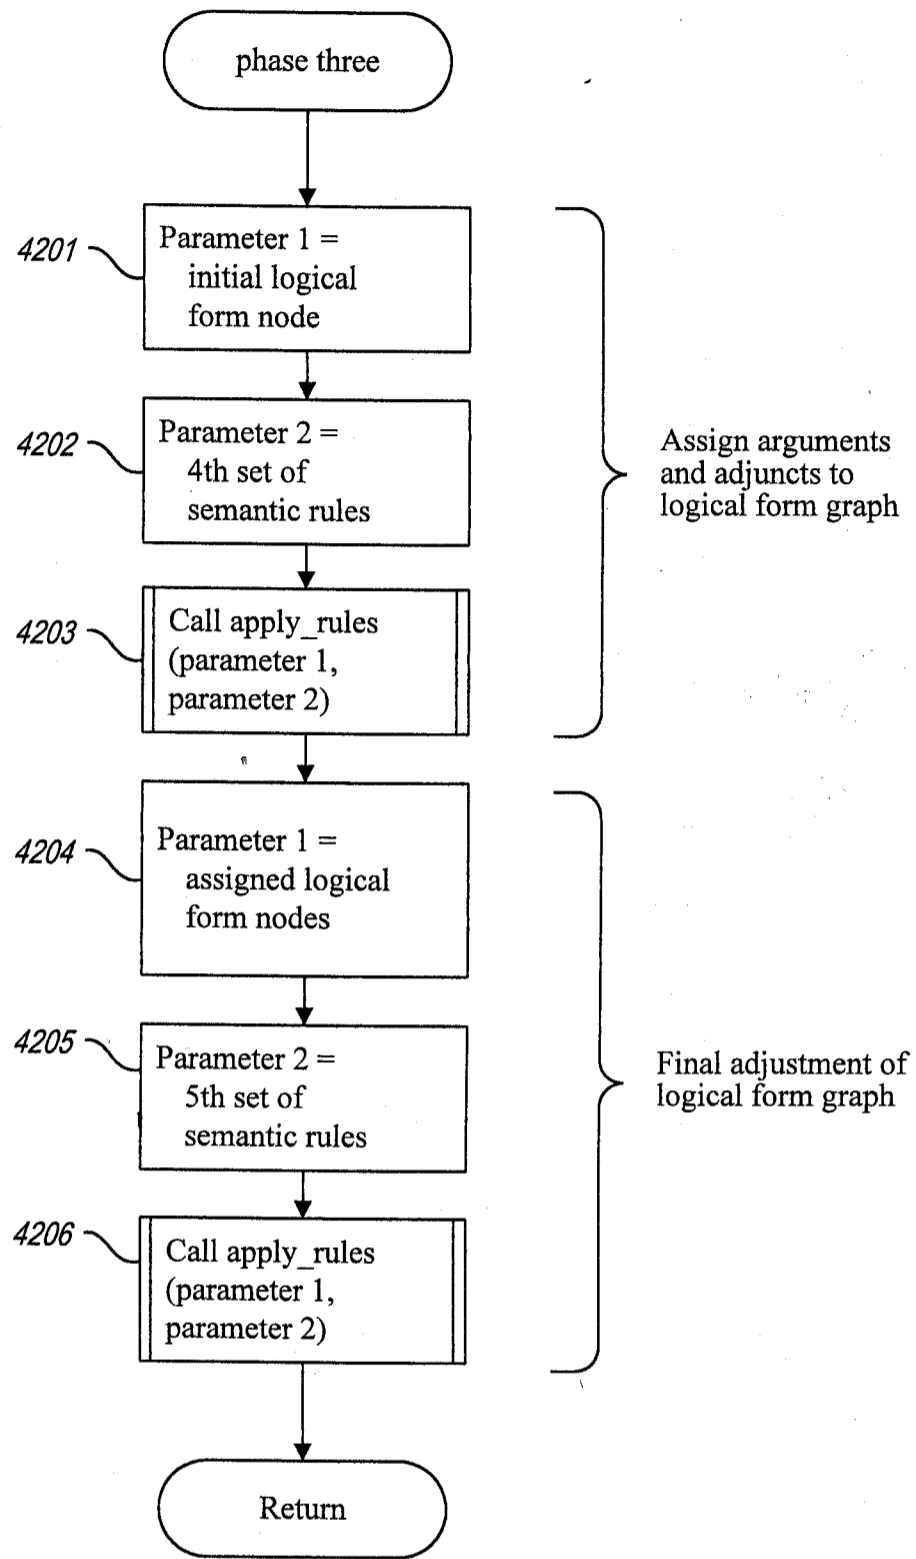 phase three
4201
Parameter 1 =
initial logical
form node
4202
Parameter 2 =
4th set of
semantic rules
Assign arguments
and adjuncts to
logical form graph
4203
Call apply_rules
(parameter 1,
parameter 2)
4204
Parameter 1 =
assigned logical
form nodes
4205
Parameter 2 =
5th set of
semantic rules
Final adjustment of
logical form graph
4206
Call apply_rules
(parameter 1,
parameter 2)
Return